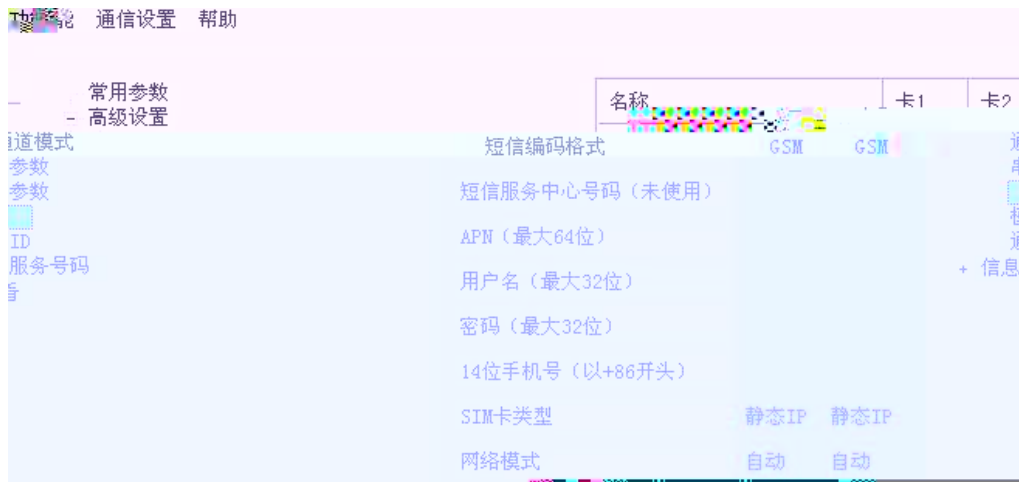 功能 通信设置 帮助
常用参数
名称 卡1 卡2
- 高级设置
道模式 短信编码格式 GSM GSM
参数
参数 短信服务中心号码（未使用）
ID APN（最大64位）
服务号码 + 信息
用户名（最大32位）
密码（最大32位）
14位手机号（以+86开头）
SIM卡类型 静态IP 静态IP
网络模式 自动 自动